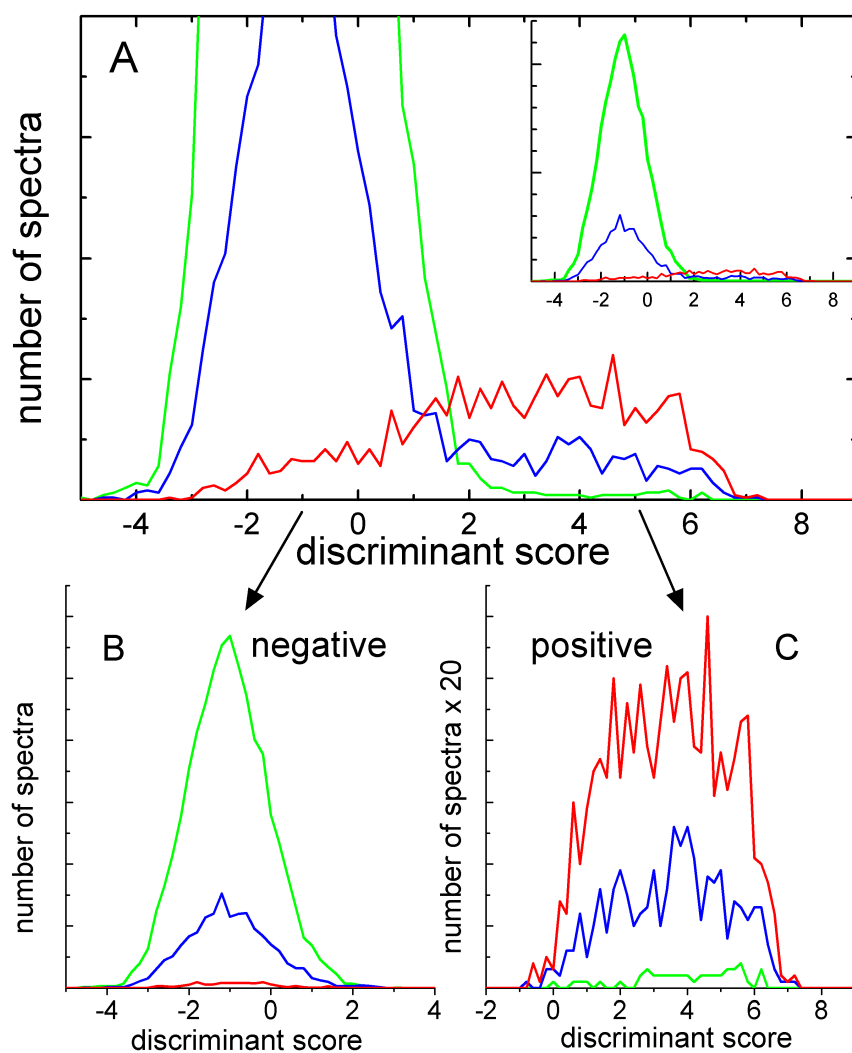 A
number of spectra
-4 -2 0 2 4 6 8
-4 -2 0 2 4 6 8
discriminant score
B
negative
number of spectra
-4 -2 0 2 4
discriminant score
positive
C
number of spectra x 20
-2 0 2 4 6 8
discriminant score